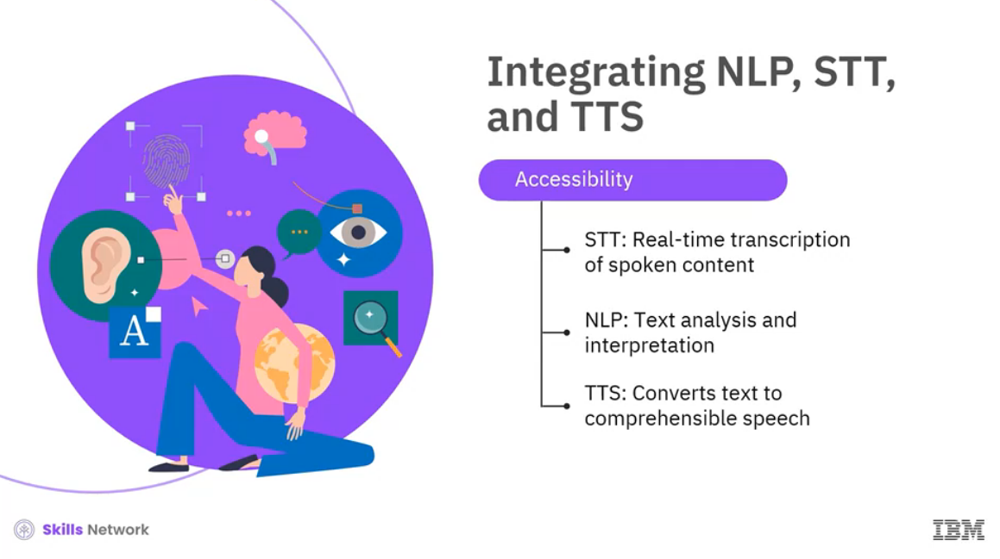 Integrating NLP, STT,
and TTS
Accessibility
STT: Real-time transcription
of spoken content
NLP: Text analysis and
interpretation
TTS: Converts text to
comprehensible speech
A
Skills Network
IBM